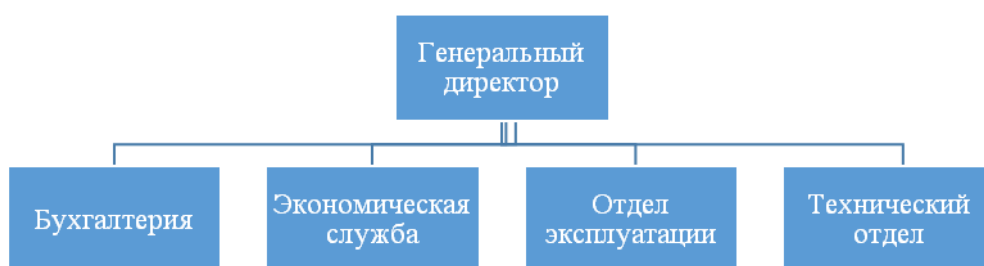 Генеральный
директор
Бухгалтерия
Экономическая
служба
Отдел
эксплуатации
Технический
отдел